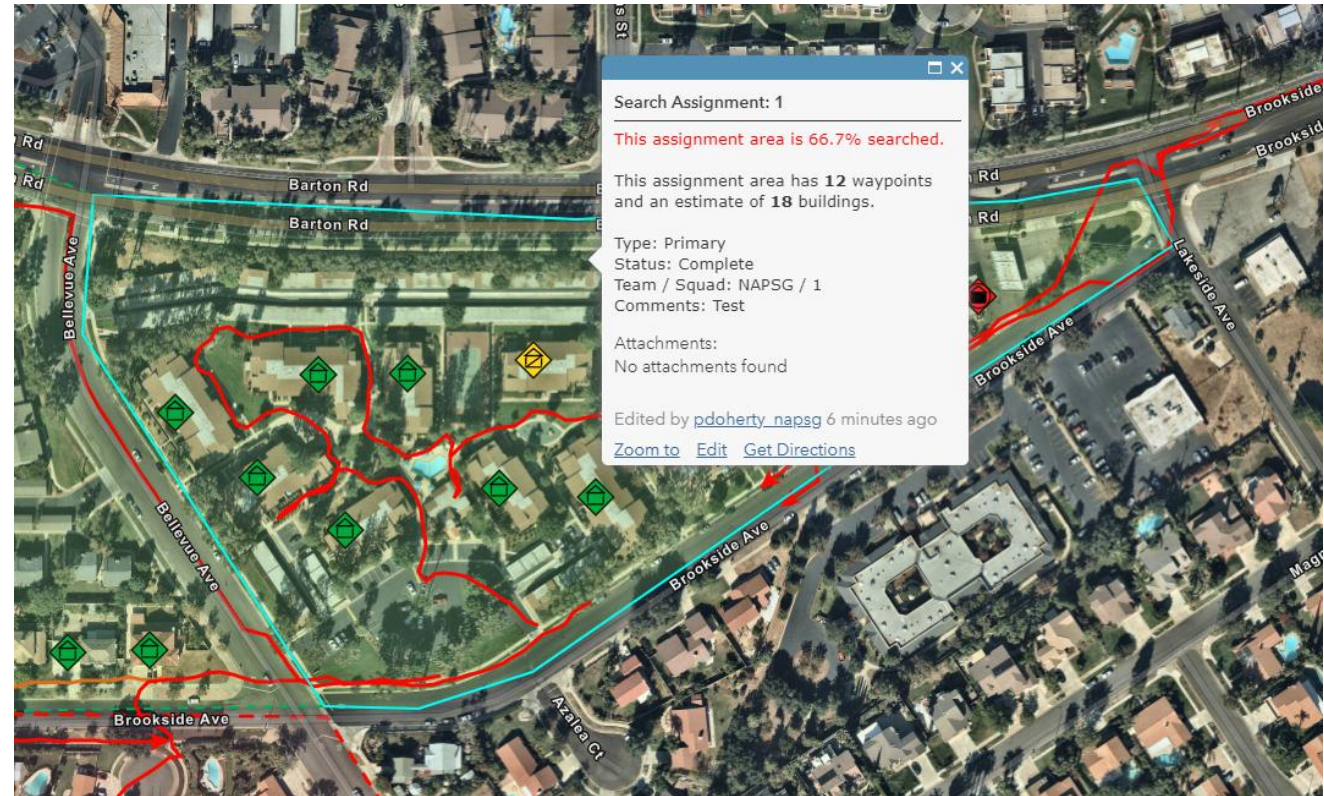 s St
Brookside
Brooksid
Rd
Rd
Barton Rd
Barton Rd
Rd
Rd
Bellevue Ave
Search Assignment: 1
This assignment area is 66.7% searched.
This assignment area has 12 waypoints
and an estimate of 18 buildings.
Type: Primary
Status: Complete
Team / Squad: NAPSG / 1
Comments: Test
Attachments:
No attachments found
Edited by pdoherty_napsg 6 minutes ago
Zoom to Edit Get Directions
Lakeside Ave
Brookside Ave
Bellevue Ave
Brookside Ave
Magn
Brookside Ave
Azalea Ct